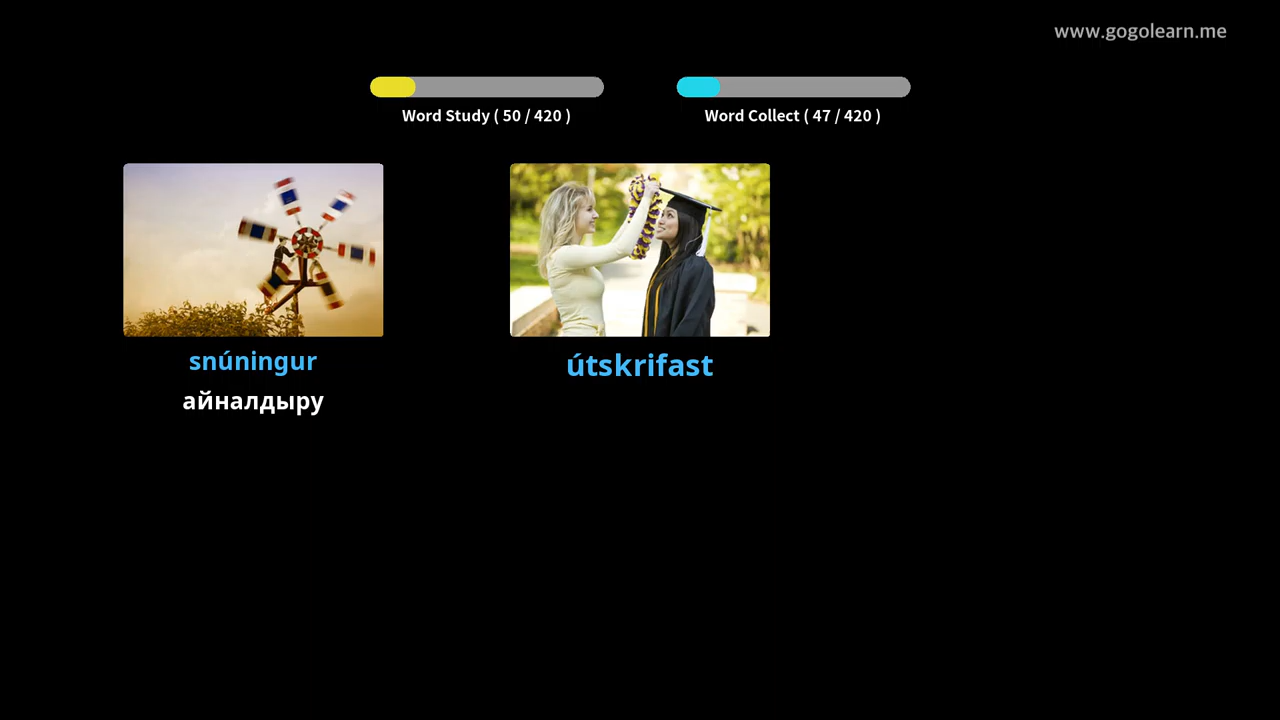 www.gogolearn.me
Word Study ( 50 / 420 )
Word Collect ( 47 / 420 )
snúningur
айналдыру
útskrifast